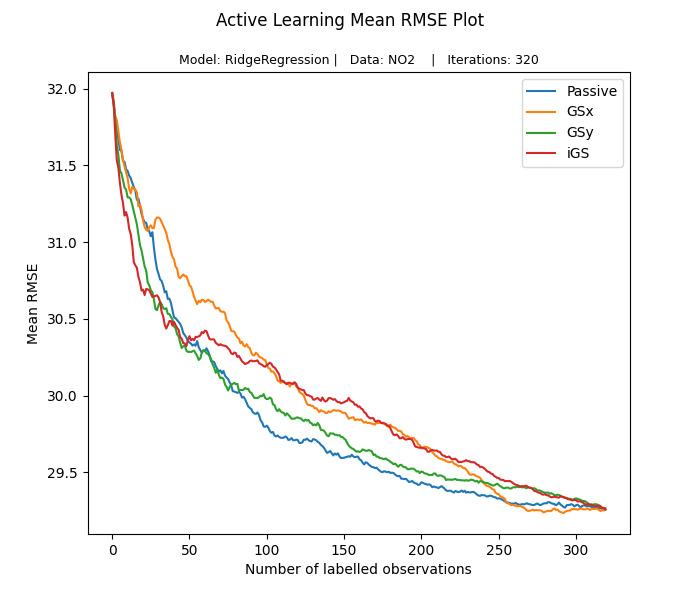 Active Learning Mean RMSE Plot
Model: RidgeRegression |   Data: NO2    |   Iterations: 320
Passive
GSx
GSy
iGS
Mean RMSE
32.0
31.5
31.0
30.5
30.0
29.5
0 50 100 150 200 250 300
Number of labelled observations